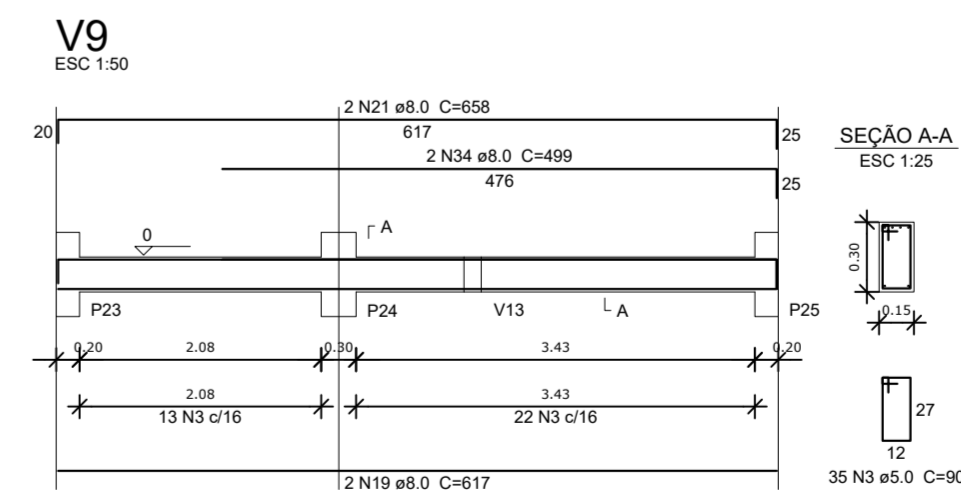 V9
ESC 1:50
2 N21 ø8.0 C=658
20
617
25
2 N34 ø8.0 C=499
476
25
SEÇÃO A-A
ESC 1:25
0
A
0.30
P23
P24
V13
A
P25
0.15
0.20
2.08
0.30
3.43
0.20
2.08
13 N3 c/16
3.43
22 N3 c/16
27
12
35 N3 ø5.0 C=90
2 N19 ø8.0 C=617